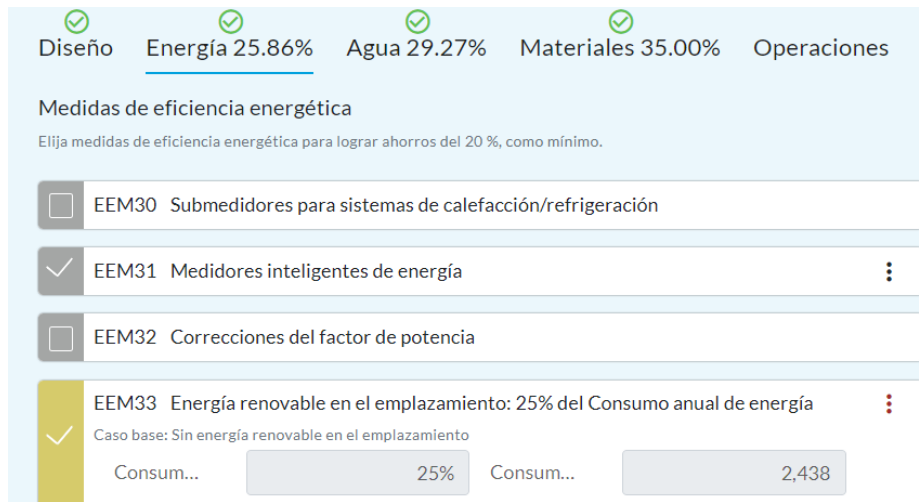 Diseño Energía 25.86% Agua 29.27% Materiales 35.00% Operaciones
Medidas de eficiencia energética
Elija medidas de eficiencia energética para lograr ahorros del 20 %, como mínimo.
EEM30 Submedidores para sistemas de calefacción/refrigeración
EEM31 Medidores inteligentes de energía
EEM32 Correcciones del factor de potencia
EEM33 Energía renovable en el emplazamiento: 25% del Consumo anual de energía
Caso base: Sin energía renovable en el emplazamiento
Consum... 25% Consum... 2,438